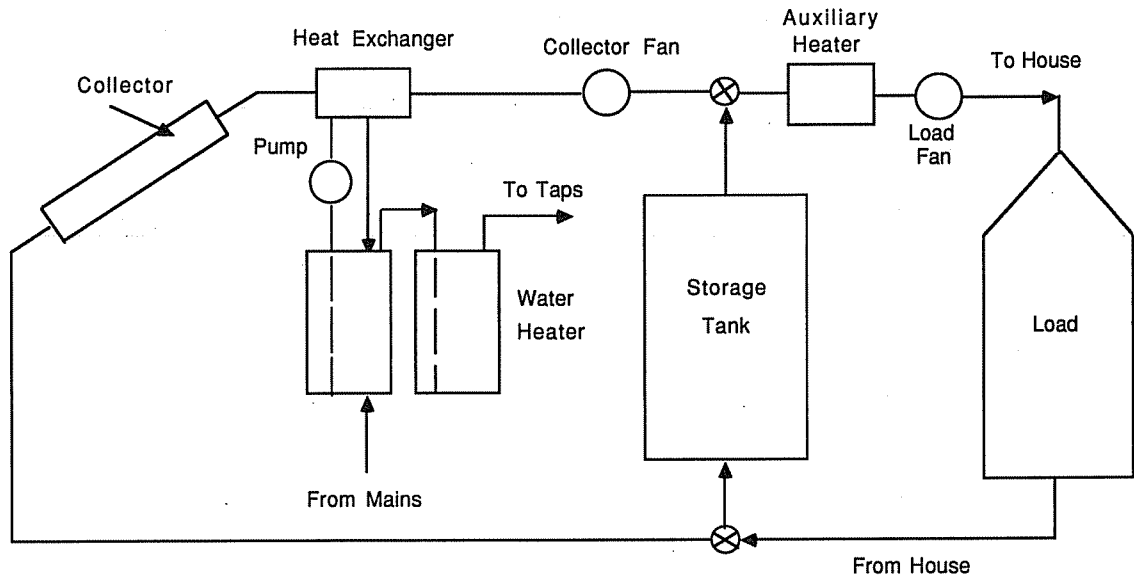 Auxiliary
Heater
Heat Exchanger
Collector Fan
To House
Collector
Pump
Load
Fan
To Taps
Storage
Tank
Water
Heater
Load
From Mains
From House